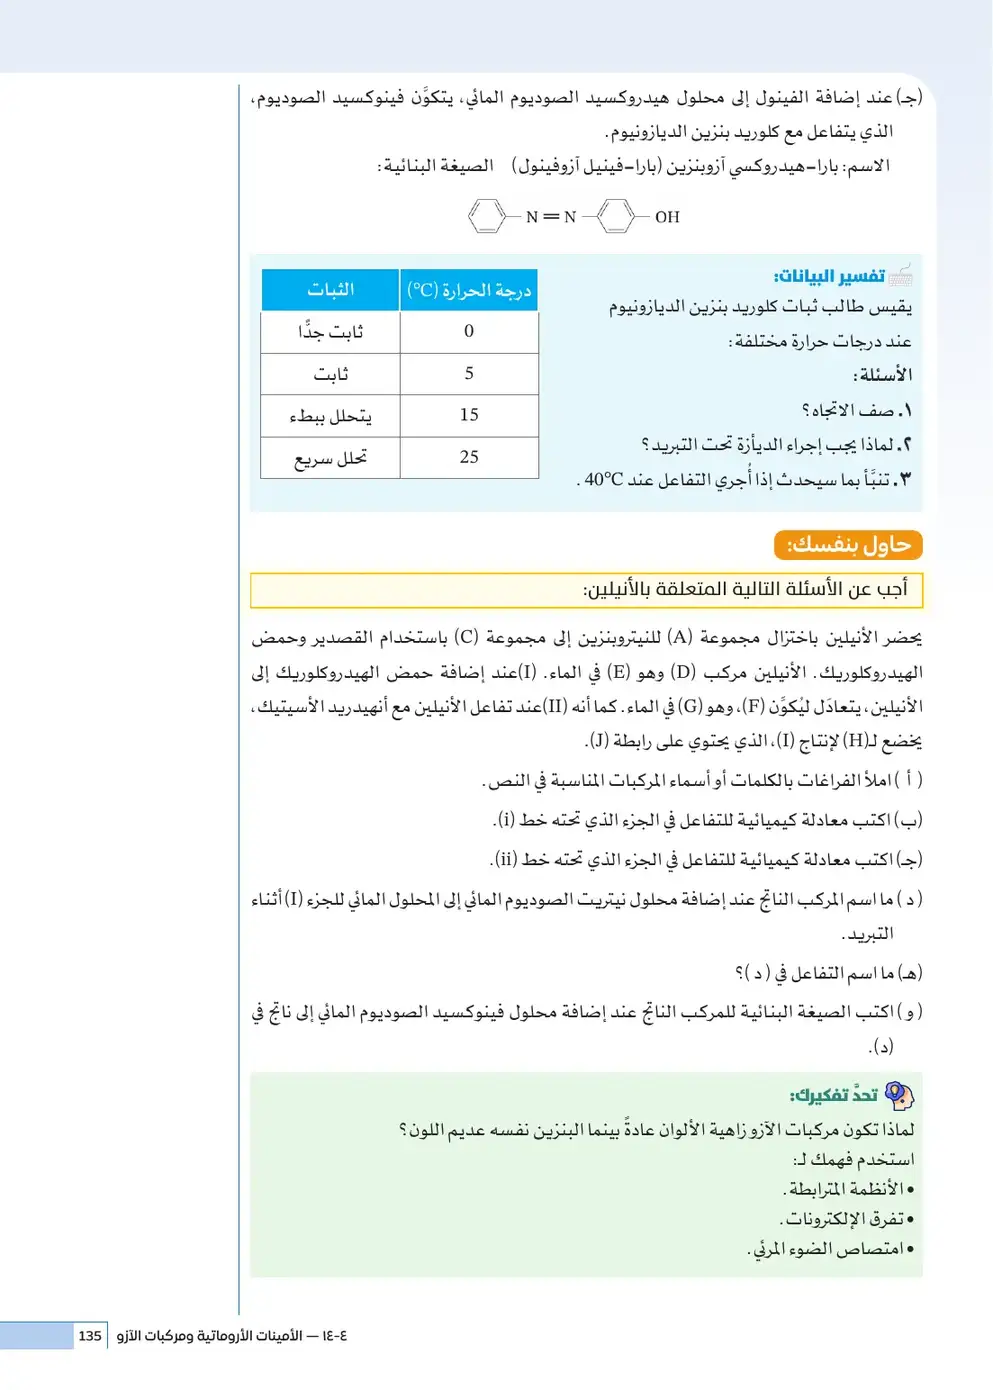 (جـ) عند إضافة الفينول إلى محلول هيدروكسيد الصوديوم المائي، يتكوَّن فينوكسيد الصوديوم،
الذي يتفاعل مع كلوريد بنزين الديازونيوم.
الاسم: بارا-هيدروكسي آزوبنزين (بارا-فينيل آزوفينول) الصيغة البنائية:
N = N OH
تفسير البيانات:
يقيس طالب ثبات كلوريد بنزين الديازونيوم
عند درجات حرارة مختلفة:
الأسئلة:
١. صف الاتجاه؟
٢. لماذا يجب إجراء الديأزة تحت التبريد؟
٣. تنبَّأ بما سيحدث إذا أُجري التفاعل عند 40°C .
درجة الحرارة (°C) الثبات
0 ثابت جدًّا
5 ثابت
15 يتحلل ببطء
25 تحلل سريع
حاول بنفسك:
أجب عن الأسئلة التالية المتعلقة بالأنيلين:
يحضر الأنيلين باختزال مجموعة (A) للنيتروبنزين إلى مجموعة (C) باستخدام القصدير وحمض
الهيدروكلوريك. الأنيلين مركب (D) وهو (E) في الماء. (I)عند إضافة حمض الهيدروكلوريك إلى
الأنيلين، يتعادَل ليُكوِّن (F)، وهو (G) في الماء. كما أنه (II)عند تفاعل الأنيلين مع أنهيدريد الأسيتيك،
يخضع لـ(H) لإنتاج (I)، الذي يحتوي على رابطة (J).
( أ ) املأ الفراغات بالكلمات أو أسماء المركبات المناسبة في النص.
(ب) اكتب معادلة كيميائية للتفاعل في الجزء الذي تحته خط (i).
(جـ) اكتب معادلة كيميائية للتفاعل في الجزء الذي تحته خط (ii).
( د ) ما اسم المركب الناتج عند إضافة محلول نيتريت الصوديوم المائي إلى المحلول المائي للجزء (I) أثناء
التبريد.
(هـ) ما اسم التفاعل في ( د )؟
( و ) اكتب الصيغة البنائية للمركب الناتج عند إضافة محلول فينوكسيد الصوديوم المائي إلى ناتج في
(د).
تحدَّ تفكيرك:
لماذا تكون مركبات الآزو زاهية الألوان عادةً بينما البنزين نفسه عديم اللون؟
استخدم فهمك لـ:
• الأنظمة المترابطة.
• تفرق الإلكترونات.
• امتصاص الضوء المرئي.
٤-١٤ — الأمينات الأروماتية ومركبات الآزو 135